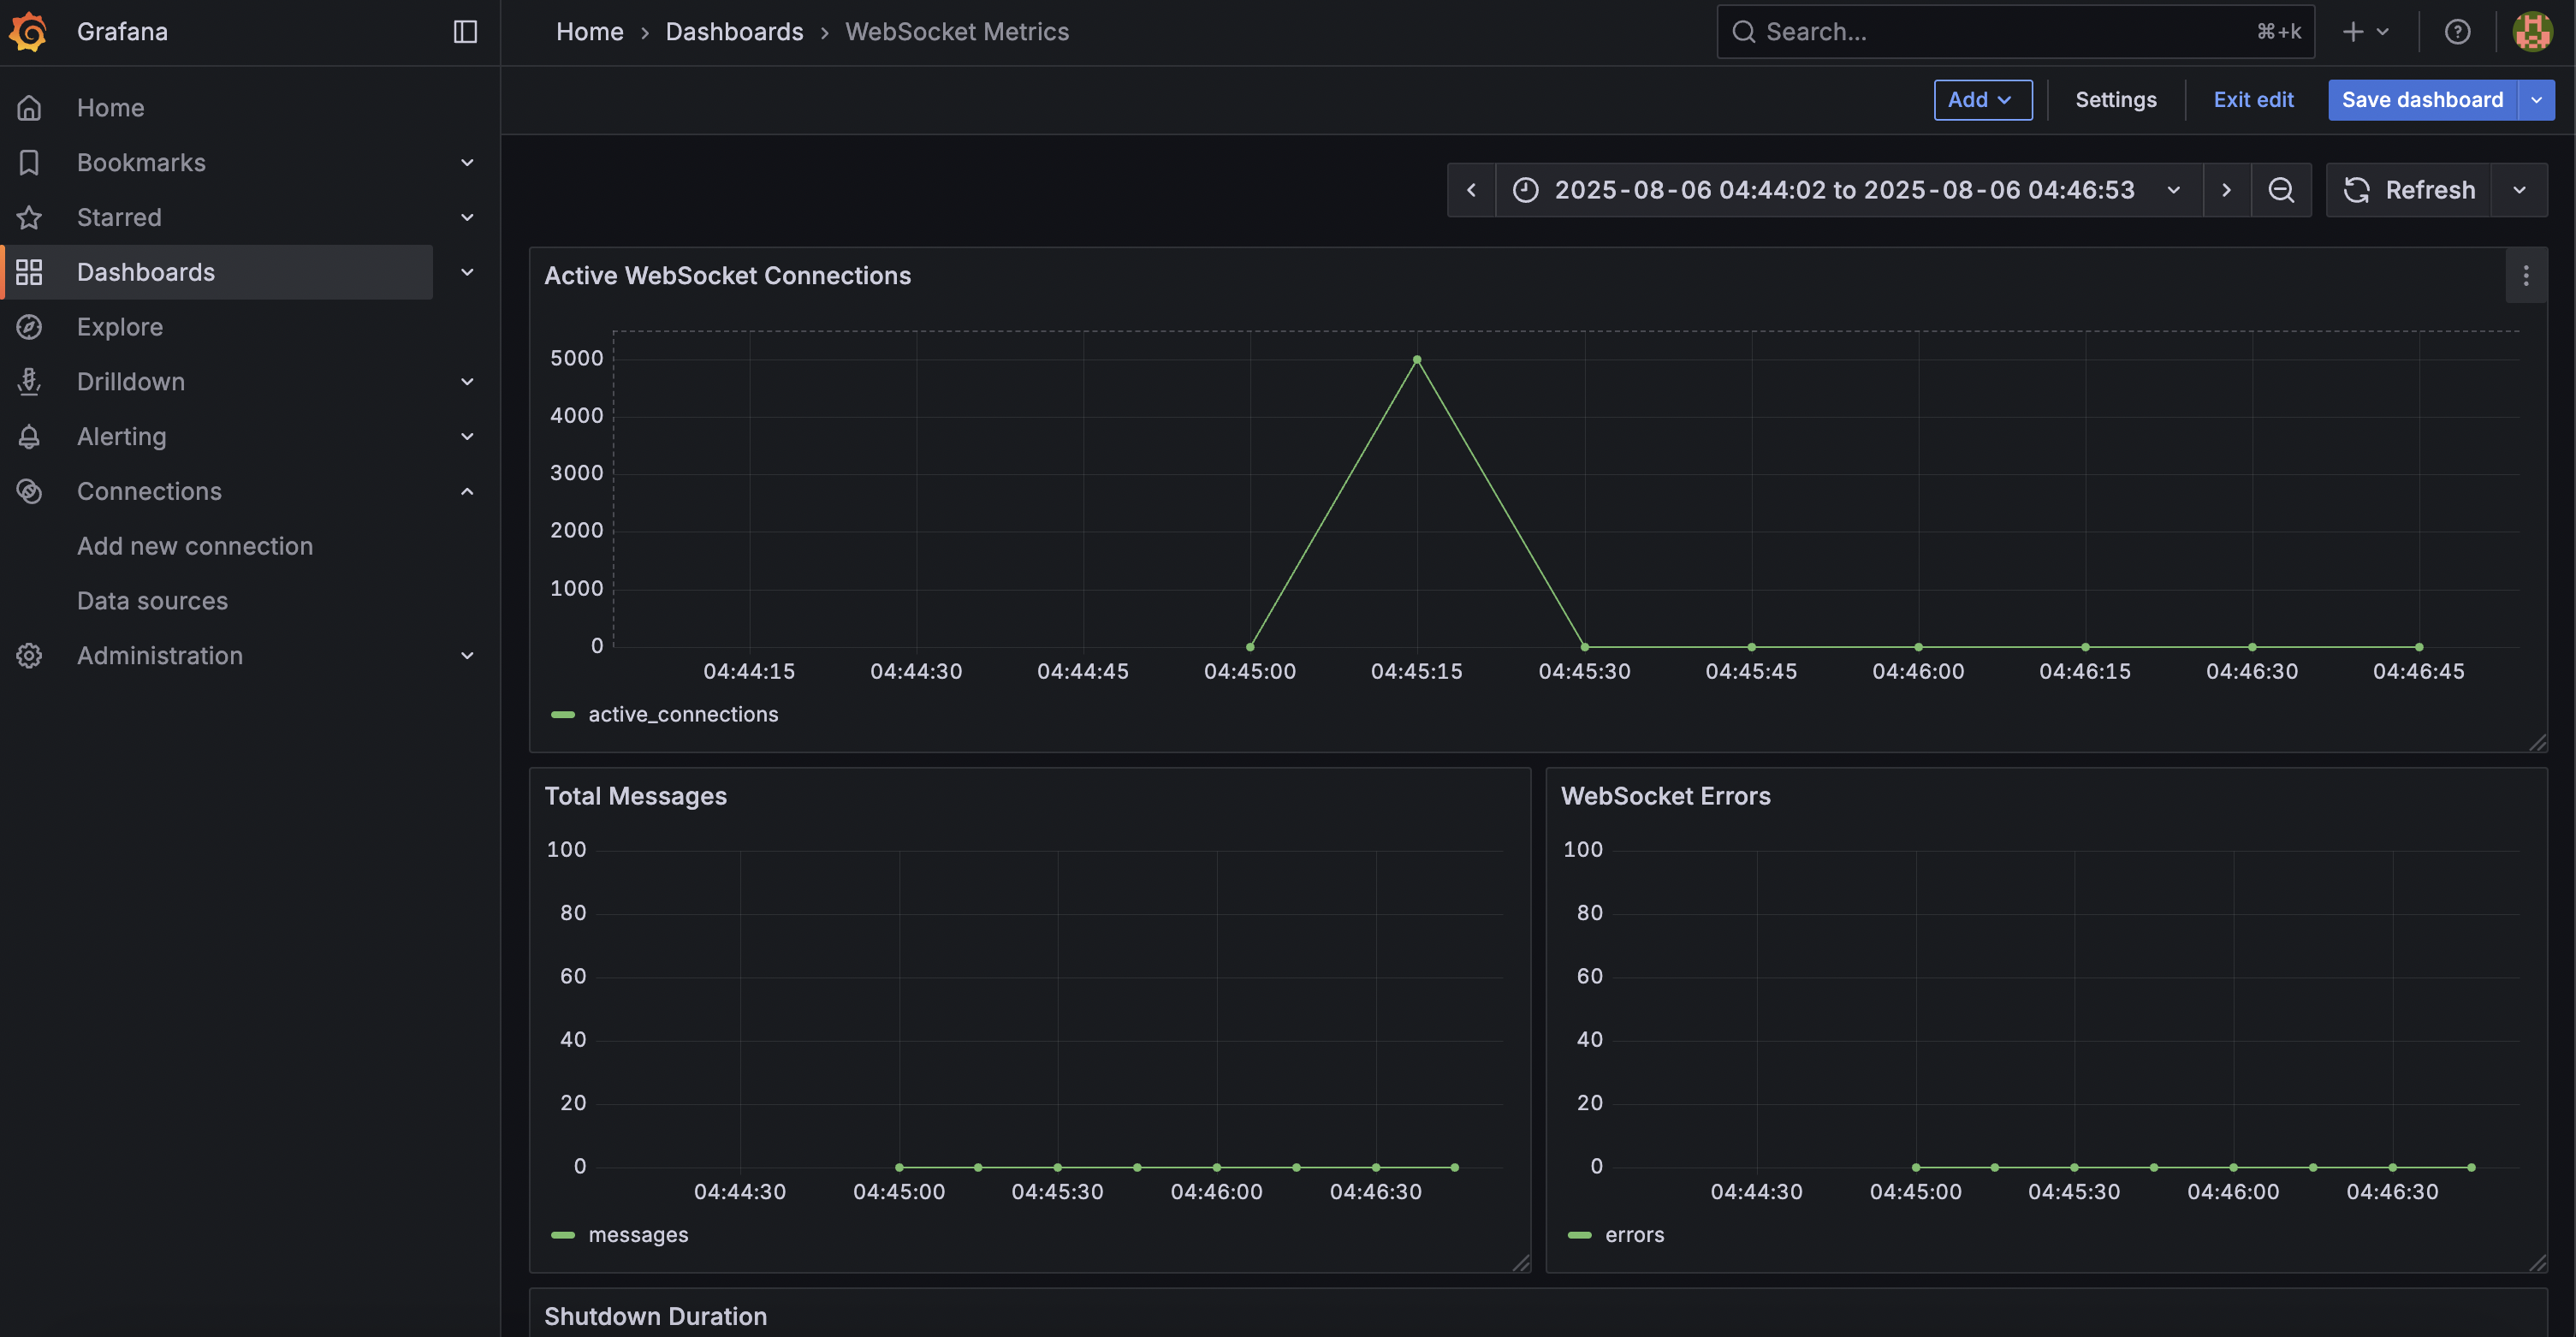 Grafana
Home › Dashboards › WebSocket Metrics
Search...
⌘+k
Home
Bookmarks
Starred
Dashboards
Explore
Drilldown
Alerting
Connections
Add new connection
Data sources
Administration
Add
Settings
Exit edit
Save dashboard
2025-08-06 04:44:02 to 2025-08-06 04:46:53
Refresh
Active WebSocket Connections
5000
4000
3000
2000
1000
0
04:44:15 04:44:30 04:44:45 04:45:00 04:45:15 04:45:30 04:45:45 04:46:00 04:46:15 04:46:30 04:46:45
active_connections
Total Messages
100
80
60
40
20
0
04:44:30 04:45:00 04:45:30 04:46:00 04:46:30
messages
WebSocket Errors
100
80
60
40
20
0
04:44:30 04:45:00 04:45:30 04:46:00 04:46:30
errors
Shutdown Duration